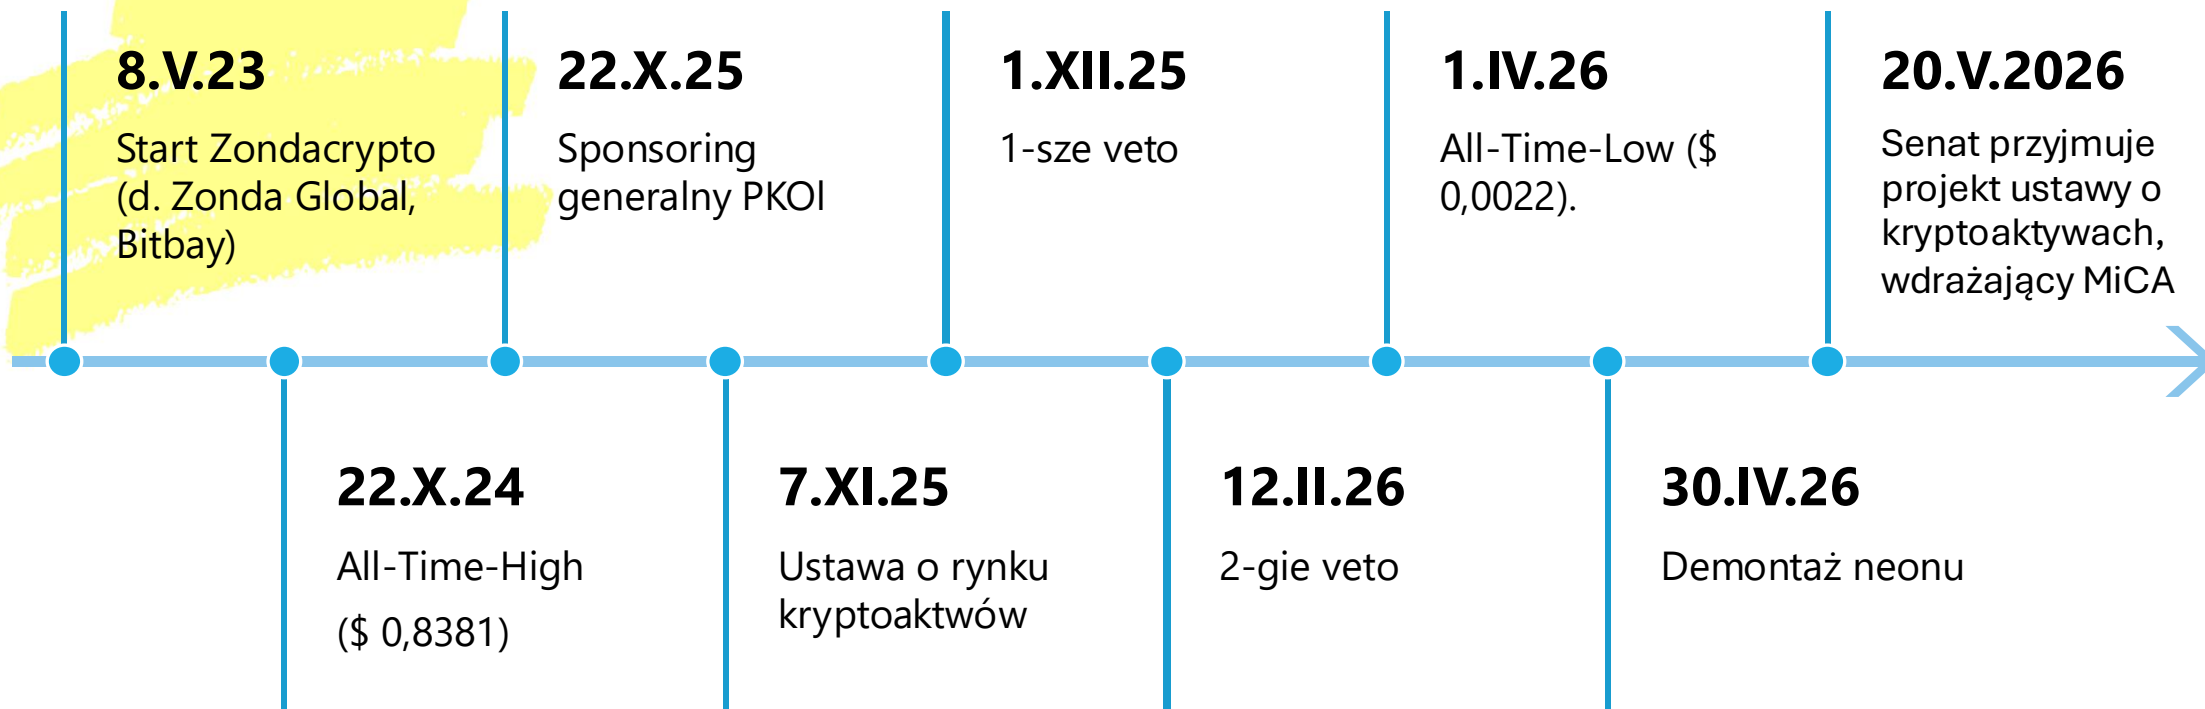 8.V.23
Start Zondacrypto
(d. Zonda Global,
Bitbay)
22.X.24
All-Time-High
($ 0,8381)
22.X.25
Sponsoring
generalny PKOl
7.XI.25
Ustawa o rynku
kryptoaktwów
1.XII.25
1-sze veto
12.II.26
2-gie veto
1.IV.26
All-Time-Low ($
0,0022).
30.IV.26
Demontaż neonu
20.V.2026
Senat przyjmuje
projekt ustawy o
kryptoaktywach,
wdrażający MiCA